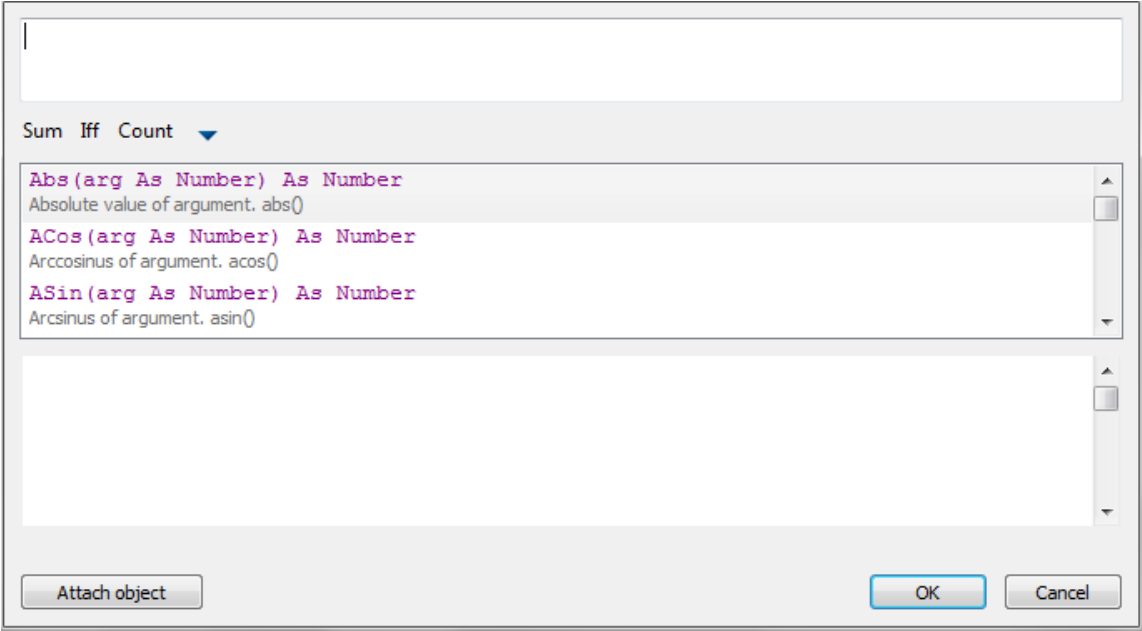 Sum Iff Count
Abs(arg As Number) As Number
Absolute value of argument. abs()
ACos(arg As Number) As Number
Arccosinus of argument. acos()
ASin(arg As Number) As Number
Arcsinus of argument. asin()
Attach object OK Cancel